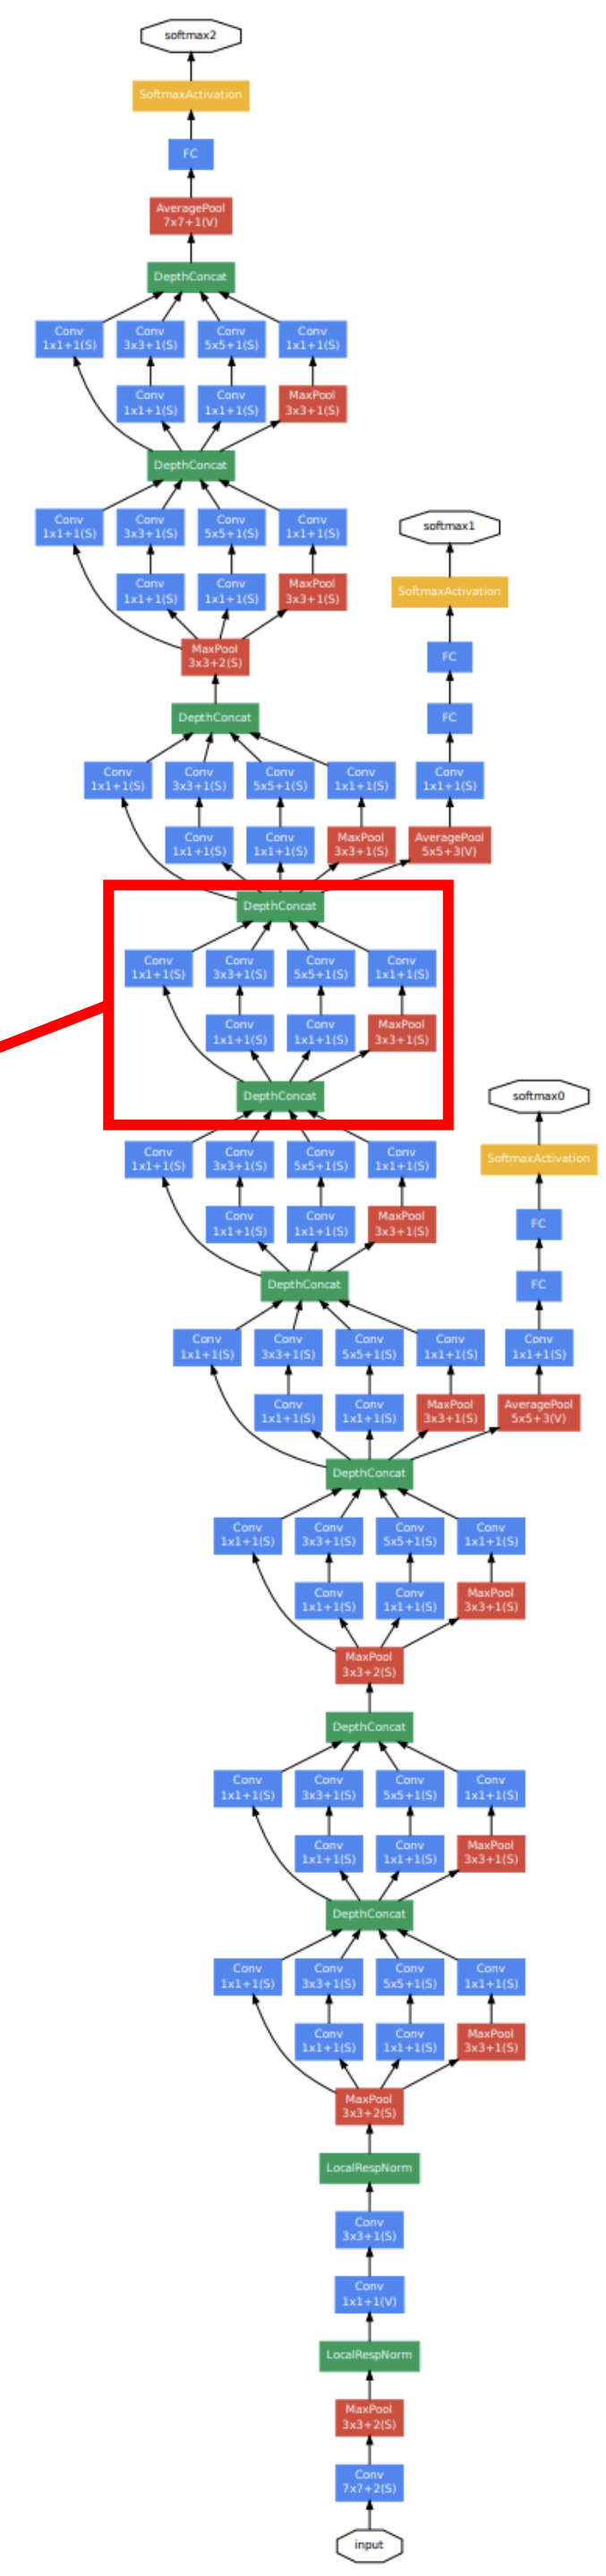 softmax2
SoftmaxActivation
FC
AveragePool
7x7+1(V)
DepthConcat
Conv Conv Conv Conv
1x1+1(S) 3x3+1(S) 5x5+1(S) 1x1+1(S)
Conv Conv MaxPool
1x1+1(S) 1x1+1(S) 3x3+1(S)
DepthConcat
Conv Conv Conv Conv
1x1+1(S) 3x3+1(S) 5x5+1(S) 1x1+1(S)
softmax1
Conv Conv MaxPool
1x1+1(S) 1x1+1(S) 3x3+1(S)
SoftmaxActivation
MaxPool
3x3+2(S)
FC
DepthConcat
FC
Conv Conv Conv Conv Conv
1x1+1(S) 3x3+1(S) 5x5+1(S) 1x1+1(S) 1x1+1(S)
Conv Conv MaxPool AveragePool
1x1+1(S) 1x1+1(S) 3x3+1(S) 5x5+3(V)
DepthConcat
Conv Conv Conv Conv
1x1+1(S) 3x3+1(S) 5x5+1(S) 1x1+1(S)
Conv Conv MaxPool
1x1+1(S) 1x1+1(S) 3x3+1(S)
DepthConcat
softmax0
Conv Conv Conv Conv
1x1+1(S) 3x3+1(S) 5x5+1(S) 1x1+1(S)
SoftmaxActivation
Conv Conv MaxPool
1x1+1(S) 1x1+1(S) 3x3+1(S)
FC
DepthConcat
FC
Conv Conv Conv Conv Conv
1x1+1(S) 3x3+1(S) 5x5+1(S) 1x1+1(S) 1x1+1(S)
Conv Conv MaxPool AveragePool
1x1+1(S) 1x1+1(S) 3x3+1(S) 5x5+3(V)
DepthConcat
Conv Conv Conv Conv
1x1+1(S) 3x3+1(S) 5x5+1(S) 1x1+1(S)
Conv Conv MaxPool
1x1+1(S) 1x1+1(S) 3x3+1(S)
MaxPool
3x3+2(S)
DepthConcat
Conv Conv Conv Conv
1x1+1(S) 3x3+1(S) 5x5+1(S) 1x1+1(S)
Conv Conv MaxPool
1x1+1(S) 1x1+1(S) 3x3+1(S)
DepthConcat
Conv Conv Conv Conv
1x1+1(S) 3x3+1(S) 5x5+1(S) 1x1+1(S)
Conv Conv MaxPool
1x1+1(S) 1x1+1(S) 3x3+1(S)
MaxPool
3x3+2(S)
LocalRespNorm
Conv
3x3+1(S)
Conv
1x1+1(V)
LocalRespNorm
MaxPool
3x3+2(S)
Conv
7x7+2(S)
input